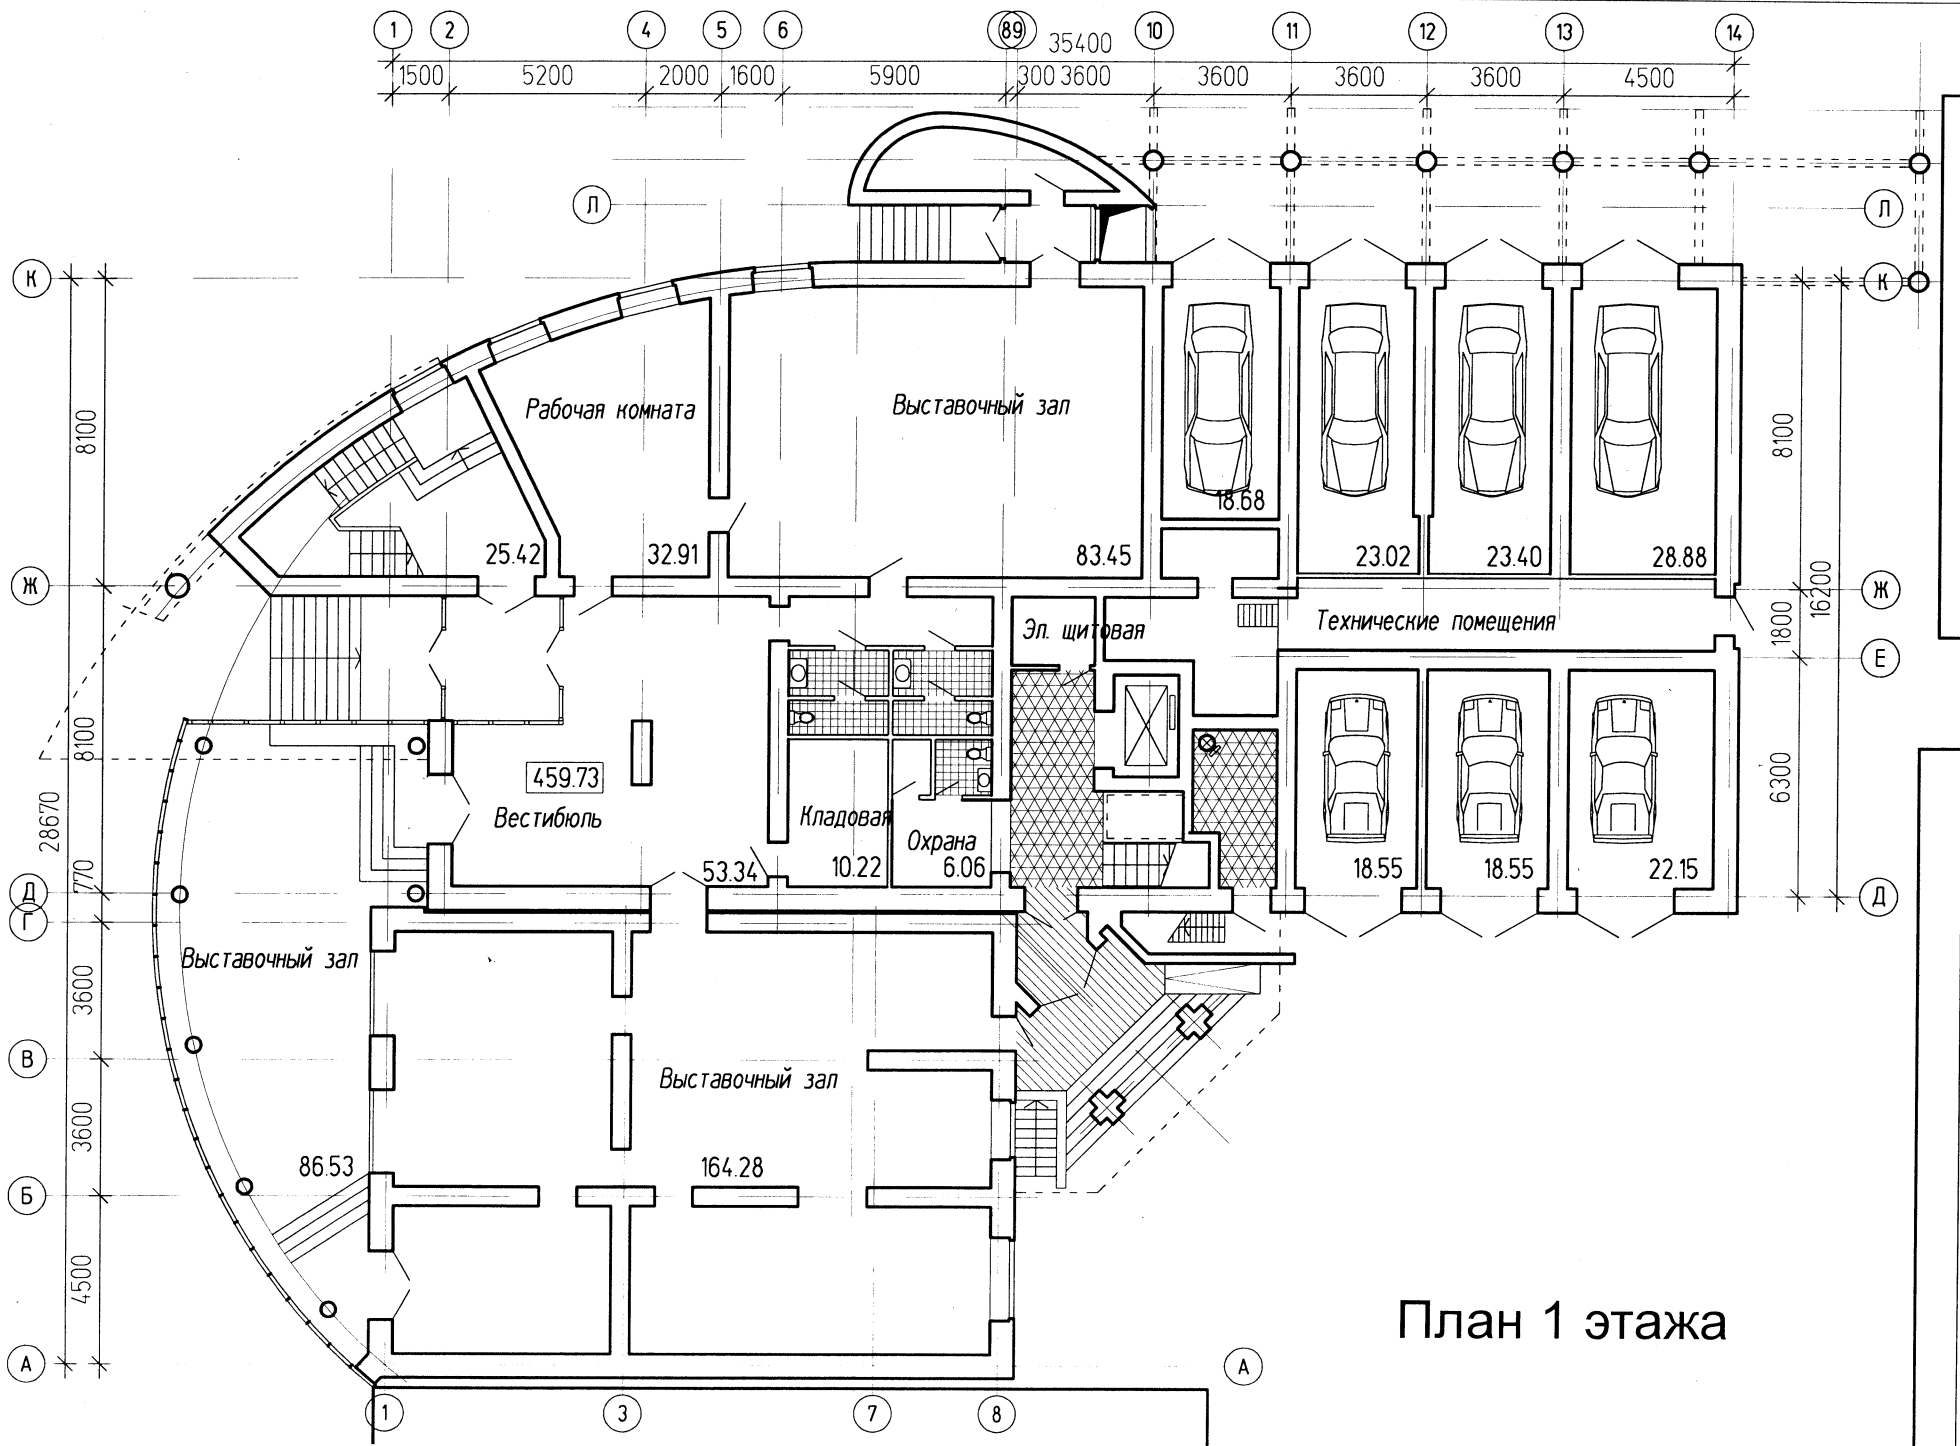 1 2 4 5 6 8 9 10 11 12 13 14
35400
1500 5200 2000 1600 5900 300 3600 3600 3600 3600 4500
Л Л
К К
8100 8100
Рабочая комната Выставочный зал
18.68
25.42 32.91 83.45 23.02 23.40 28.88
Ж Ж
16200
1800
Эл. щитовая Технические помещения
Е
8100 6300
459.73
28670
Вестибюль Кладовая Охрана
53.34 10.22 6.06 18.55 18.55 22.15
770
Д Д
Г
Выставочный зал
3600
В
Выставочный зал
3600
86.53 164.28
Б
4500
План 1 этажа
А А
1 3 7 8